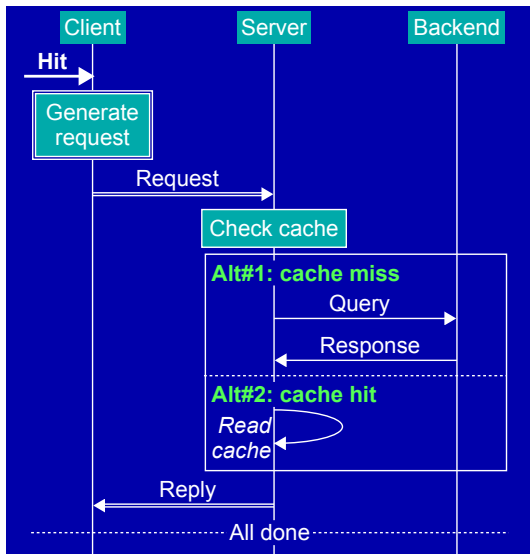 Client Server Backend
Hit
Generate
request
Request
Check cache
Alt#1: cache miss
Query
Response
Alt#2: cache hit
Read
cache
Reply
All done